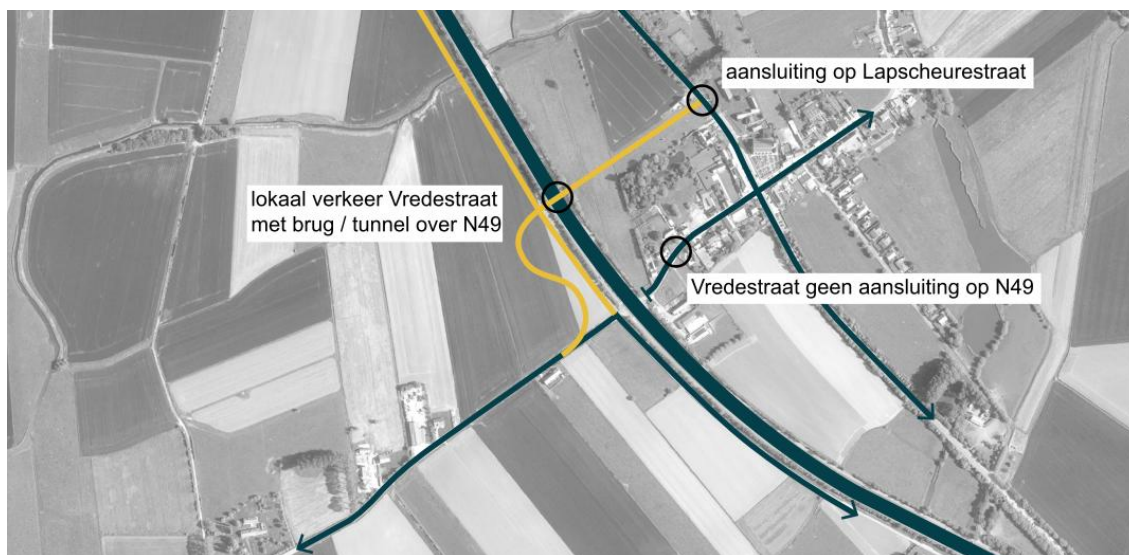 aansluiting op Lapscheurestraat
lokaal verkeer Vredestraat
met brug / tunnel over N49
Vredestraat geen aansluiting op N49